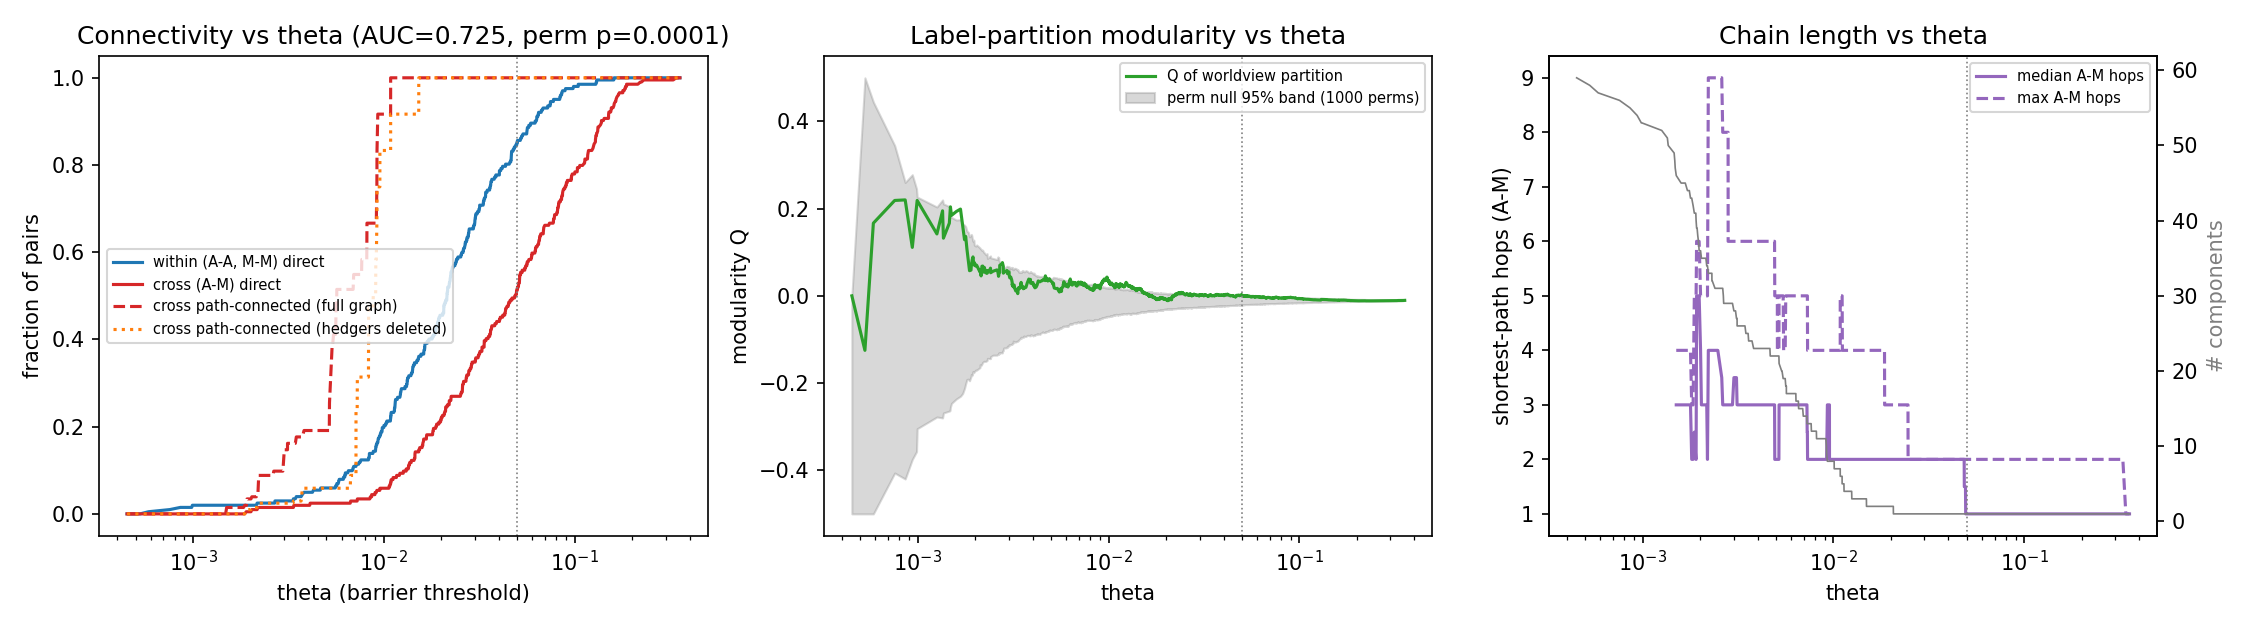 Connectivity vs theta (AUC=0.725, perm p=0.0001)
fraction of pairs
1.0
0.8
0.6
0.4
0.2
0.0
within (A-A, M-M) direct
cross (A-M) direct
cross path-connected (full graph)
cross path-connected (hedgers deleted)
10⁻³
10⁻²
10⁻¹
theta (barrier threshold)
Label-partition modularity vs theta
modularity Q
0.4
0.2
0.0
−0.2
−0.4
Q of worldview partition
perm null 95% band (1000 perms)
10⁻³
10⁻²
10⁻¹
theta
Chain length vs theta
shortest-path hops (A-M)
9
8
7
6
5
4
3
2
1
median A-M hops
max A-M hops
60
50
40
30
20
10
0
# components
10⁻³
10⁻²
10⁻¹
theta